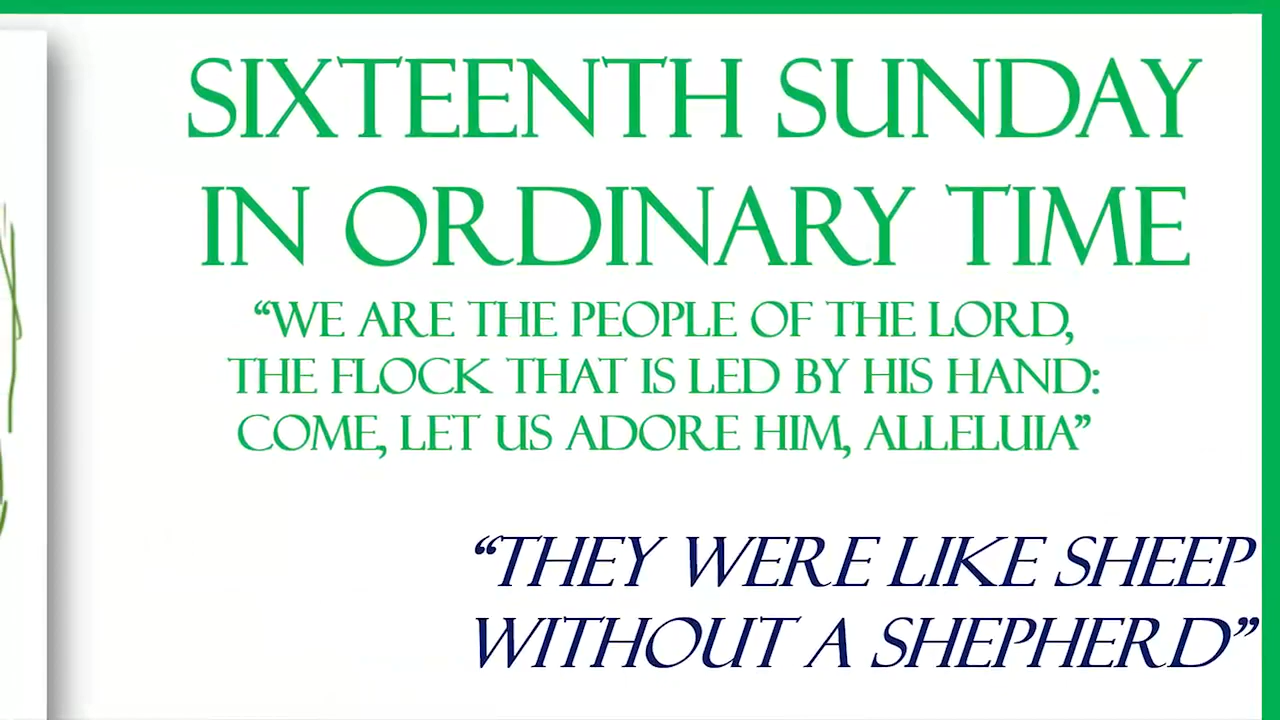 SIXTEENTH SUNDAY
IN ORDINARY TIME
“WE ARE THE PEOPLE OF THE LORD,
THE FLOCK THAT IS LED BY HIS HAND:
COME, LET US ADORE HIM, ALLELUIA”
“THEY WERE LIKE SHEEP
WITHOUT A SHEPHERD”